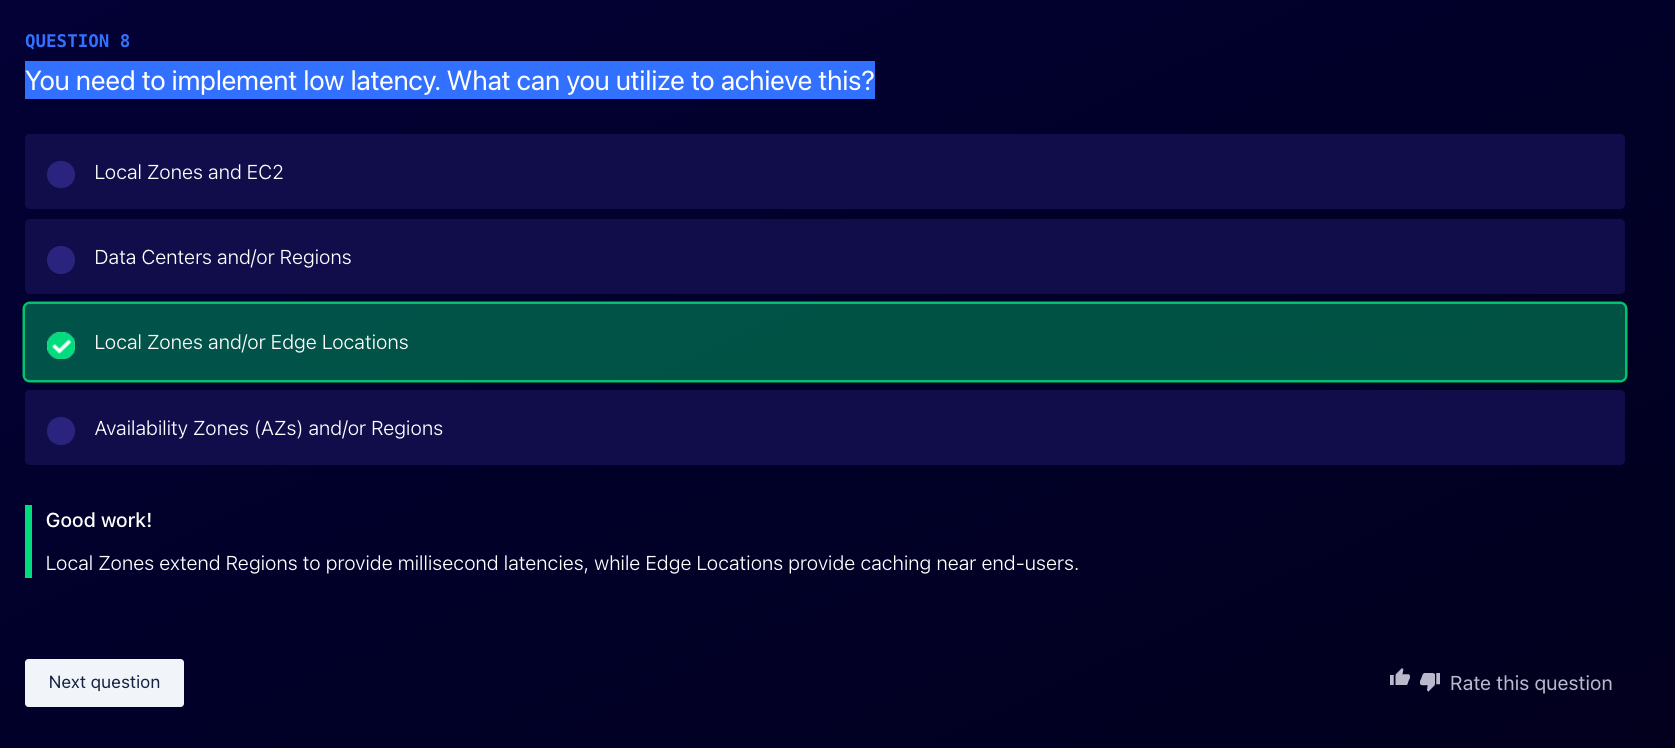 QUESTION 8
You need to implement low latency. What can you utilize to achieve this?
Local Zones and EC2
Data Centers and/or Regions
Local Zones and/or Edge Locations
Availability Zones (AZs) and/or Regions
Good work!
Local Zones extend Regions to provide millisecond latencies, while Edge Locations provide caching near end-users.
Next question
Rate this question